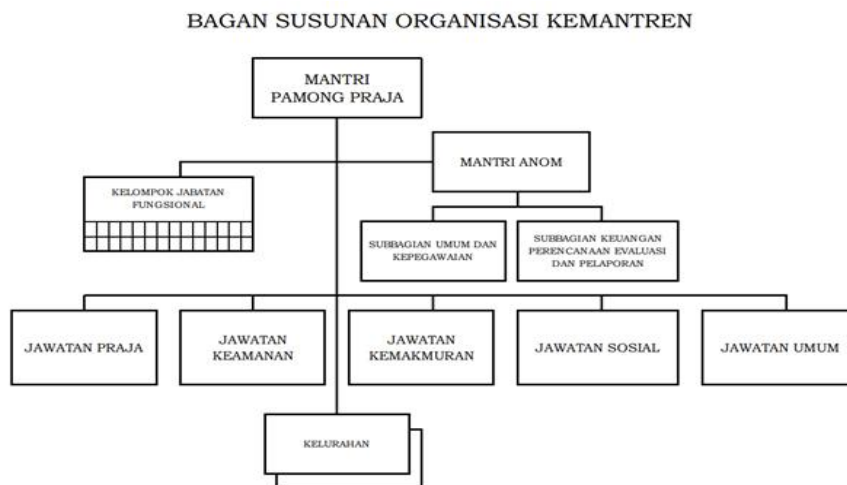 BAGAN SUSUNAN ORGANISASI KEMANTREN
MANTRI
PAMONG PRAJA
MANTRI ANOM
KELOMPOK JABATAN
FUNGSIONAL
SUBBAGIAN UMUM DAN
KEPEGAWAIAN
SUBBAGIAN KEUANGAN
PERENCANAAN EVALUASI
DAN PELAPORAN
JAWATAN PRAJA
JAWATAN
KEAMANAN
JAWATAN
KEMAKMURAN
JAWATAN SOSIAL
JAWATAN UMUM
KELURAHAN